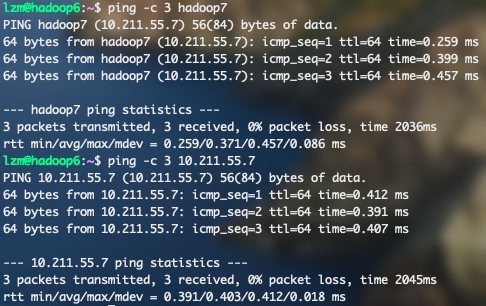 lzm@hadoop6:~$ ping -c 3 hadoop7
PING hadoop7 (10.211.55.7) 56(84) bytes of data.
64 bytes from hadoop7 (10.211.55.7): icmp_seq=1 ttl=64 time=0.259 ms
64 bytes from hadoop7 (10.211.55.7): icmp_seq=2 ttl=64 time=0.399 ms
64 bytes from hadoop7 (10.211.55.7): icmp_seq=3 ttl=64 time=0.457 ms

--- hadoop7 ping statistics ---
3 packets transmitted, 3 received, 0% packet loss, time 2036ms
rtt min/avg/max/mdev = 0.259/0.371/0.457/0.086 ms
lzm@hadoop6:~$ ping -c 3 10.211.55.7
PING 10.211.55.7 (10.211.55.7) 56(84) bytes of data.
64 bytes from 10.211.55.7: icmp_seq=1 ttl=64 time=0.412 ms
64 bytes from 10.211.55.7: icmp_seq=2 ttl=64 time=0.391 ms
64 bytes from 10.211.55.7: icmp_seq=3 ttl=64 time=0.407 ms

--- 10.211.55.7 ping statistics ---
3 packets transmitted, 3 received, 0% packet loss, time 2045ms
rtt min/avg/max/mdev = 0.391/0.403/0.412/0.018 ms